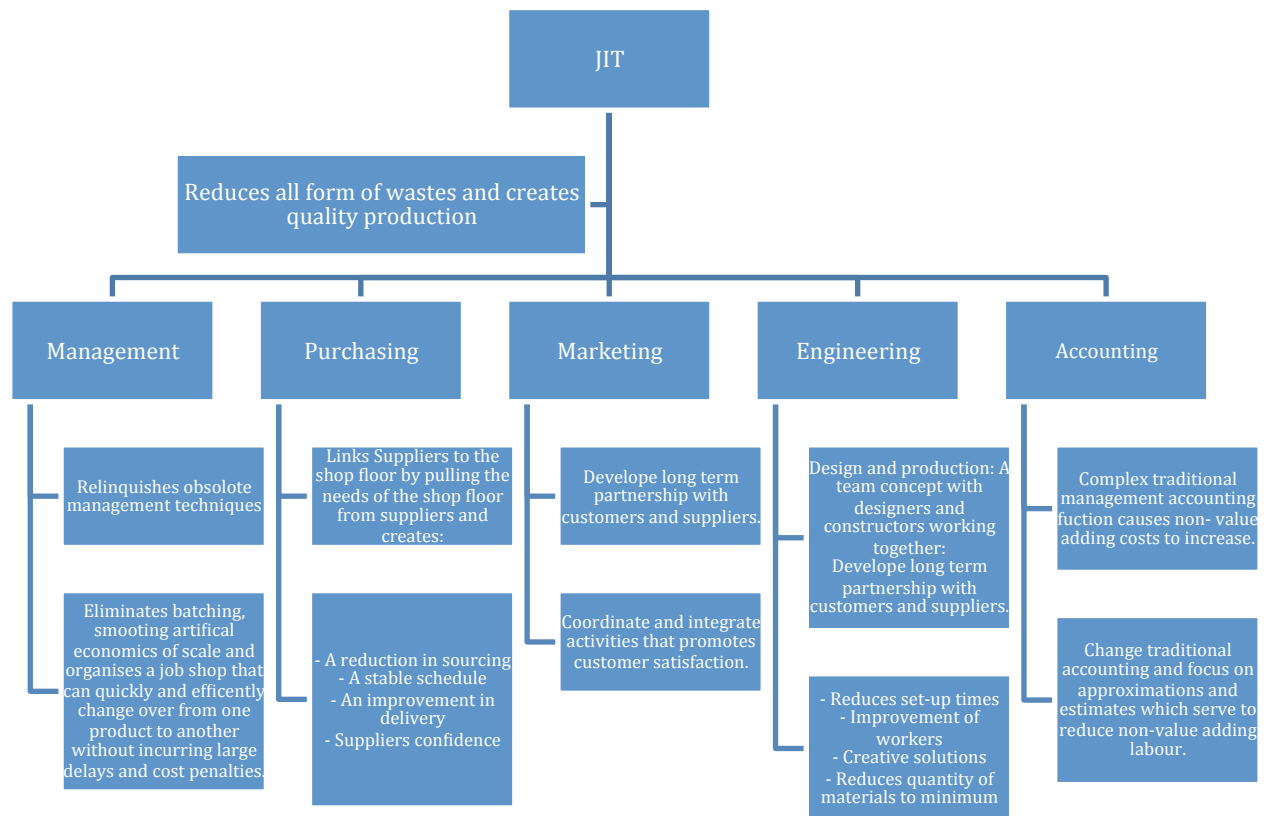 JIT
Reduces all form of wastes and creates
quality production
Management
Relinquishes obsolote
management techniques
Eliminates batching,
smooting artifical
economics of scale and
organises a job shop that
can quickly and efficently
change over from one
product to another
without incurring large
delays and cost penalties.
Purchasing
Links Suppliers to the
shop floor by pulling the
needs of the shop floor
from suppliers and
creates:
- A reduction in sourcing
- A stable schedule
- An improvement in
delivery
- Suppliers confidence
Marketing
Develope long term
partnership with
customers and suppliers.
Coordinate and integrate
activities that promotes
customer satisfaction.
Engineering
Design and production: A
team concept with
designers and
constructors working
together:
Develope long term
partnership with
customers and suppliers.
- Reduces set-up times
- Improvement of
workers
- Creative solutions
- Reduces quantity of
materials to minimum
Accounting
Complex traditional
management accounting
fuction causes non- value
adding costs to increase.
Change traditional
accounting and focus on
approximations and
estimates which serve to
reduce non-value adding
labour.